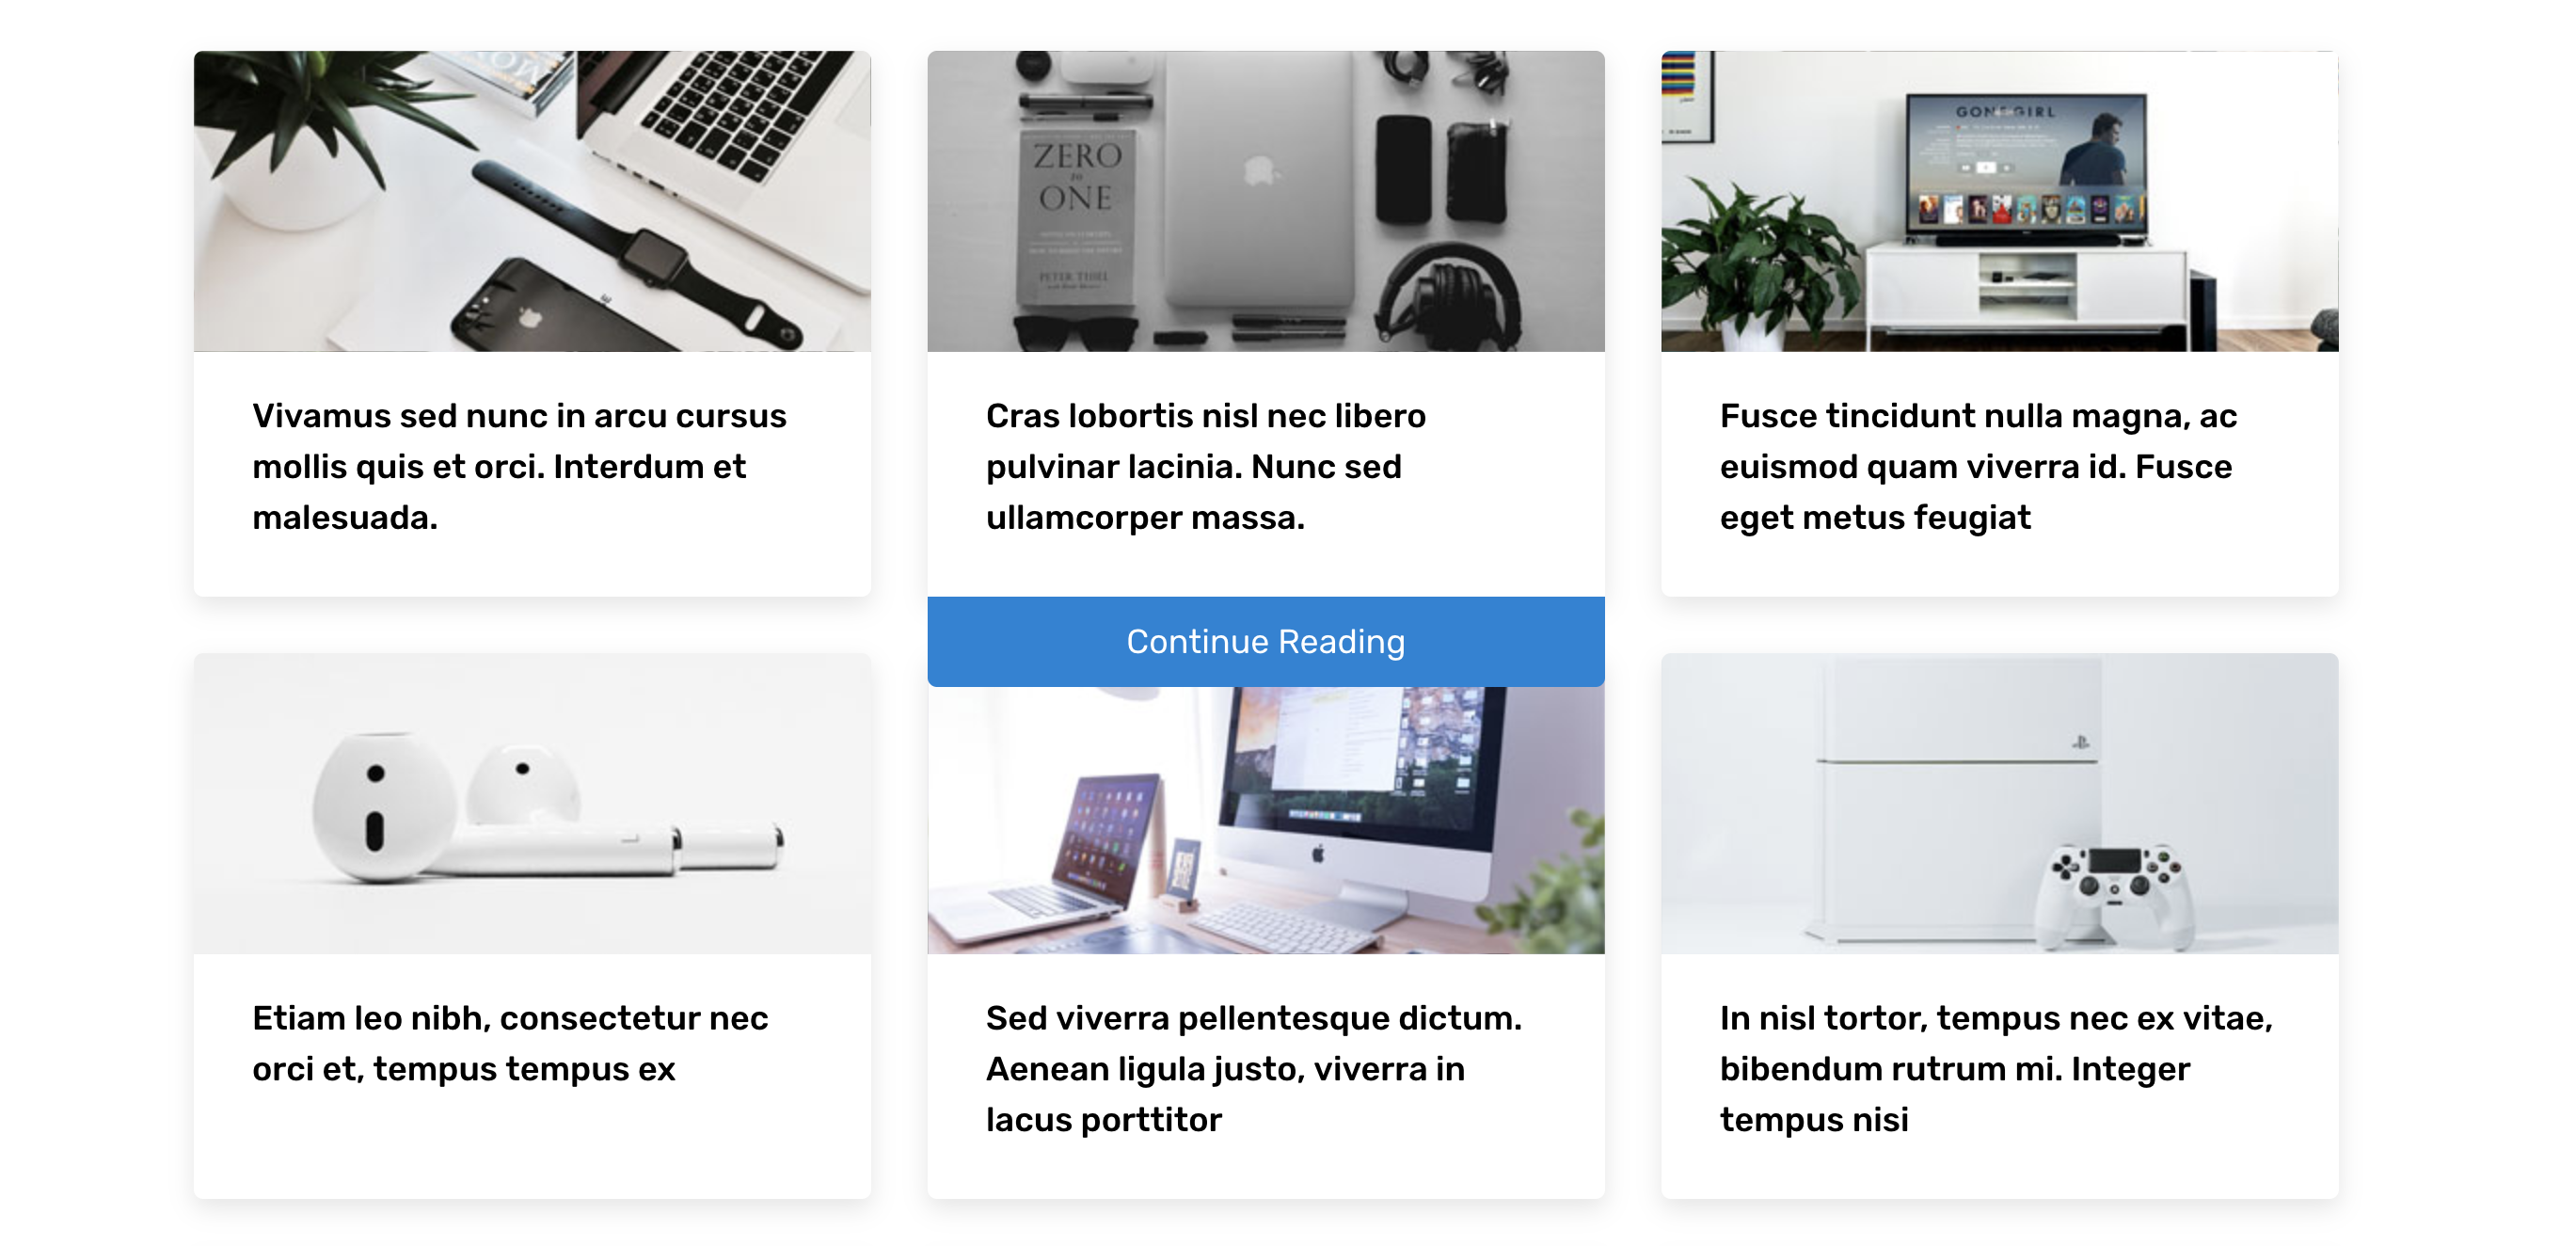 ZERO
to
ONE
PETER THIEL
GONE GIRL
Vivamus sed nunc in arcu cursus
mollis quis et orci. Interdum et
malesuada.
Cras lobortis nisl nec libero
pulvinar lacinia. Nunc sed
ullamcorper massa.
Fusce tincidunt nulla magna, ac
euismod quam viverra id. Fusce
eget metus feugiat
Continue Reading
Etiam leo nibh, consectetur nec
orci et, tempus tempus ex
Sed viverra pellentesque dictum.
Aenean ligula justo, viverra in
lacus porttitor
In nisl tortor, tempus nec ex vitae,
bibendum rutrum mi. Integer
tempus nisi